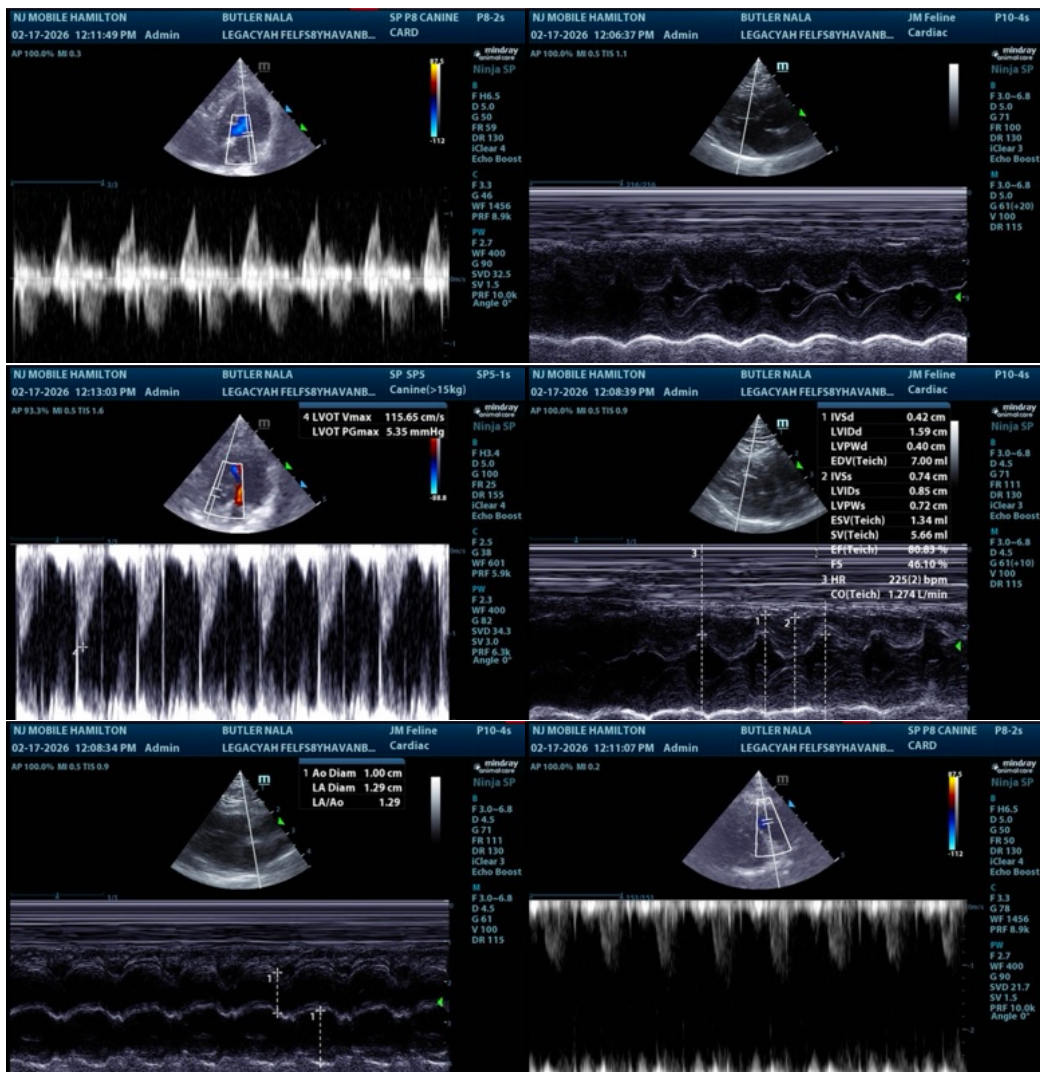 NJ MOBILE HAMILTON BUTLER NALA SP P8 CANINE P8-2s
02-17-2026 12:11:49 PM Admin LEGACYAH FELFS8YHAVANB... CARD
AP 100.0% MI 0.3
mindray
animalcare
Ninja SP
87.5
-112
B
F H6.5
D 5.0
G 50
FR 59
DR 130
iClear 4
Echo Boost
C
F 3.3
G 46
WF 1456
PRF 8.9k
PW
F 2.7
WF 400
G 90
SVD 32.5
SV 1.5
PRF 10.0k
Angle 0°
3/3
NJ MOBILE HAMILTON BUTLER NALA JM Feline P10-4s
02-17-2026 12:06:37 PM Admin LEGACYAH FELFS8YHAVANB... Cardiac
AP 100.0% MI 0.5 TIS 1.1
mindray
animalcare
Ninja SP
B
F 3.0~6.8
D 5.0
G 71
FR 100
DR 130
iClear 3
Echo Boost
M
F 3.0~6.8
D 5.0
G 61(+20)
V 100
DR 115
216/216
NJ MOBILE HAMILTON BUTLER NALA SP SP5 SP5-1s
02-17-2026 12:13:03 PM Admin LEGACYAH FELFS8YHAVANB... Canine(>15kg)
AP 93.3% MI 0.5 TIS 1.6
4 LVOT Vmax 115.65 cm/s
LVOT PGmax 5.35 mmHg
mindray
animalcare
Ninja SP
-88.8
B
F H3.4
D 5.0
G 100
FR 25
DR 155
iClear 4
Echo Boost
C
F 2.5
G 38
WF 601
PRF 5.9k
PW
F 2.3
WF 400
G 82
SVD 34.3
SV 3.0
PRF 6.3k
Angle 0°
NJ MOBILE HAMILTON BUTLER NALA JM Feline P10-4s
02-17-2026 12:08:39 PM Admin LEGACYAH FELFS8YHAVANB... Cardiac
AP 100.0% MI 0.5 TIS 0.9
1 IVSd 0.42 cm
LVIDd 1.59 cm
LVPWd 0.40 cm
EDV(Teich) 7.00 ml
2 IVSs 0.74 cm
LVIDs 0.85 cm
LVPWs 0.72 cm
ESV(Teich) 1.34 ml
SV(Teich) 5.66 ml
EF(Teich) 80.83 %
FS 46.10 %
3 HR 225(2) bpm
CO(Teich) 1.274 L/min
mindray
animalcare
Ninja SP
B
F 3.0~6.8
D 4.5
G 71
FR 111
DR 130
iClear 3
Echo Boost
M
F 3.0~6.8
D 4.5
G 61(+10)
V 100
DR 115
NJ MOBILE HAMILTON BUTLER NALA JM Feline P10-4s
02-17-2026 12:08:34 PM Admin LEGACYAH FELFS8YHAVANB... Cardiac
AP 100.0% MI 0.5 TIS 0.9
1 Ao Diam 1.00 cm
LA Diam 1.29 cm
LA/Ao 1.29
mindray
animalcare
Ninja SP
B
F 3.0~6.8
D 4.5
G 71
FR 111
DR 130
iClear 3
Echo Boost
M
F 3.0~6.8
D 4.5
G 61
V 100
DR 115
NJ MOBILE HAMILTON BUTLER NALA SP P8 CANINE P8-2s
02-17-2026 12:11:07 PM Admin LEGACYAH FELFS8YHAVANB... CARD
AP 100.0% MI 0.2
mindray
animalcare
Ninja SP
87.5
-112
B
F H6.5
D 5.0
G 50
FR 50
DR 130
iClear 4
Echo Boost
C
F 3.3
G 78
WF 1456
PRF 8.9k
PW
F 2.7
WF 400
G 90
SVD 21.7
SV 1.5
PRF 10.0k
Angle 0°
151/151